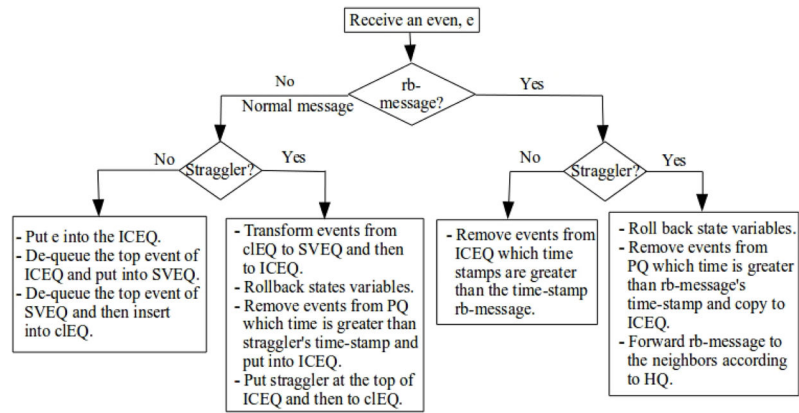 Receive an even, e
rb-
message?
No
Normal message
Yes
Straggler?
No
Yes
Straggler?
No
Yes
- Put e into the ICEQ.
- De-queue the top event of
ICEQ and put into SVEQ.
- De-queue the top event of
SVEQ and then insert
into clEQ.
- Transform events from
clEQ to SVEQ and then
to ICEQ.
- Rollback states variables.
- Remove events from PQ
which time is greater than
straggler's time-stamp and
put into ICEQ.
- Put straggler at the top of
ICEQ and then to clEQ.
- Remove events from
ICEQ which time
stamps are greater
than the time-stamp
rb-message.
- Roll back state variables.
- Remove events from
PQ which time is greater
than rb-message's
time-stamp and copy to
ICEQ.
- Forward rb-message to
the neighbors according
to HQ.